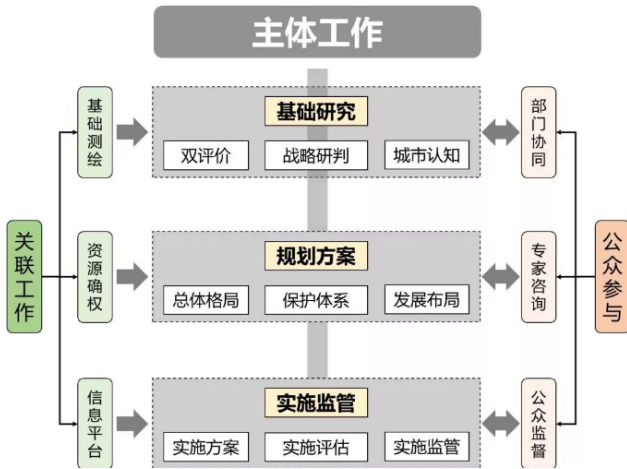 主体工作
基础测绘
基础研究
双评价
战略研判
城市认知
部门协同
关联工作
资源确权
规划方案
总体格局
保护体系
发展布局
专家咨询
公众参与
信息平台
实施监管
实施方案
实施评估
实施监管
公众监督